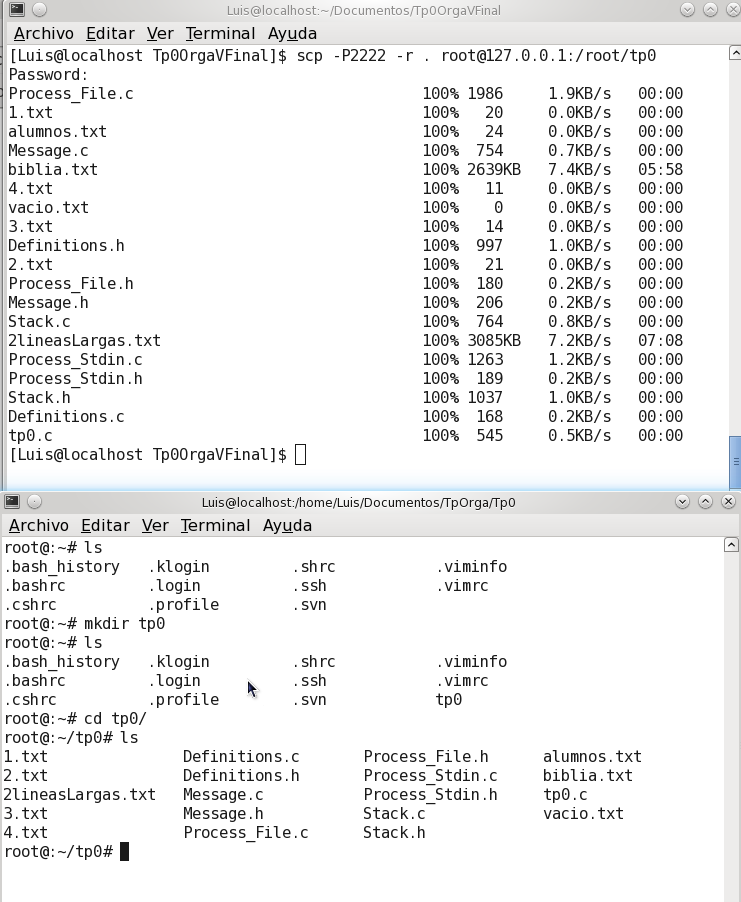 Luis@localhost:~/Documentos/Tp0OrgaVFinal
Archivo Editar Ver Terminal Ayuda
[Luis@localhost Tp0OrgaVFinal]$ scp -P2222 -r . root@127.0.0.1:/root/tp0
Password:
Process_File.c 100% 1986 1.9KB/s 00:00
1.txt 100% 20 0.0KB/s 00:00
alumnos.txt 100% 24 0.0KB/s 00:00
Message.c 100% 754 0.7KB/s 00:00
biblia.txt 100% 2639KB 7.4KB/s 05:58
4.txt 100% 11 0.0KB/s 00:00
vacio.txt 100% 0 0.0KB/s 00:00
3.txt 100% 14 0.0KB/s 00:00
Definitions.h 100% 997 1.0KB/s 00:00
2.txt 100% 21 0.0KB/s 00:00
Process_File.h 100% 180 0.2KB/s 00:00
Message.h 100% 206 0.2KB/s 00:00
Stack.c 100% 764 0.8KB/s 00:00
2lineasLargas.txt 100% 3085KB 7.2KB/s 07:08
Process_Stdin.c 100% 1263 1.2KB/s 00:00
Process_Stdin.h 100% 189 0.2KB/s 00:00
Stack.h 100% 1037 1.0KB/s 00:00
Definitions.c 100% 168 0.2KB/s 00:00
tp0.c 100% 545 0.5KB/s 00:00
[Luis@localhost Tp0OrgaVFinal]$
Luis@localhost:/home/Luis/Documentos/TpOrga/Tp0
Archivo Editar Ver Terminal Ayuda
root@:~# ls
.bash_history .klogin .shrc .viminfo
.bashrc .login .ssh .vimrc
.cshrc .profile .svn
root@:~# mkdir tp0
root@:~# ls
.bash_history .klogin .shrc .viminfo
.bashrc .login .ssh .vimrc
.cshrc .profile .svn tp0
root@:~# cd tp0/
root@:~/tp0# ls
1.txt Definitions.c Process_File.h alumnos.txt
2.txt Definitions.h Process_Stdin.c biblia.txt
2lineasLargas.txt Message.c Process_Stdin.h tp0.c
3.txt Message.h Stack.c vacio.txt
4.txt Process_File.c Stack.h
root@:~/tp0#